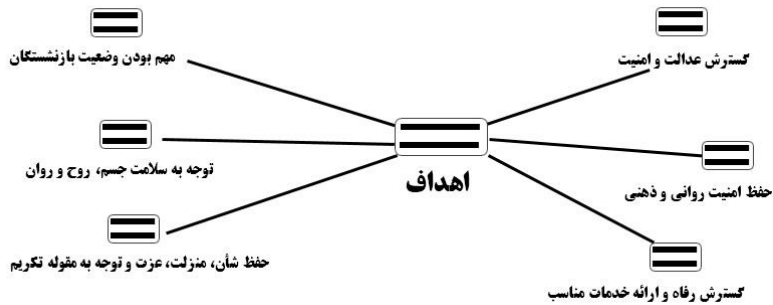 گسترش عدالت و امنیت
مهم بودن وضعیت بازنشستگان
حفظ امنیت روانی و ذهنی
توجه به سلامت جسم، روح و روان
اهداف
گسترش رفاه و ارائه خدمات مناسب
حفظ شأن، منزلت، عزت و توجه به مقوله تکریم